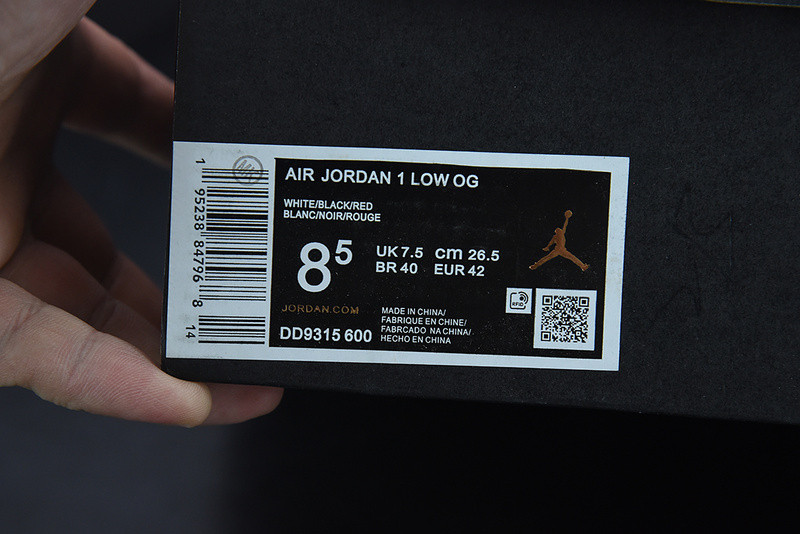 AIR JORDAN 1 LOW OG
WHITE/BLACK/RED
BLANC/NOIR/ROUGE
8 5
UK 7.5 cm 26.5
BR 40 EUR 42
JORDAN.COM
DD9315 600
MADE IN CHINA/
FABRIQUE EN CHINE/
FABRCADO NA CHINA/
HECHO EN CHINA
RFID
1 95238 84796 8
14